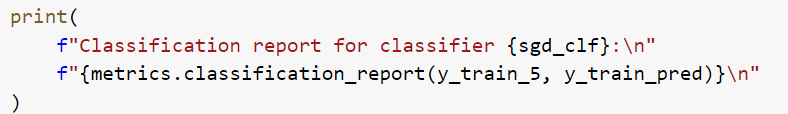 print(
    f"Classification report for classifier {sgd_clf}:\n"
    f"{metrics.classification_report(y_train_5, y_train_pred)}\n"
)